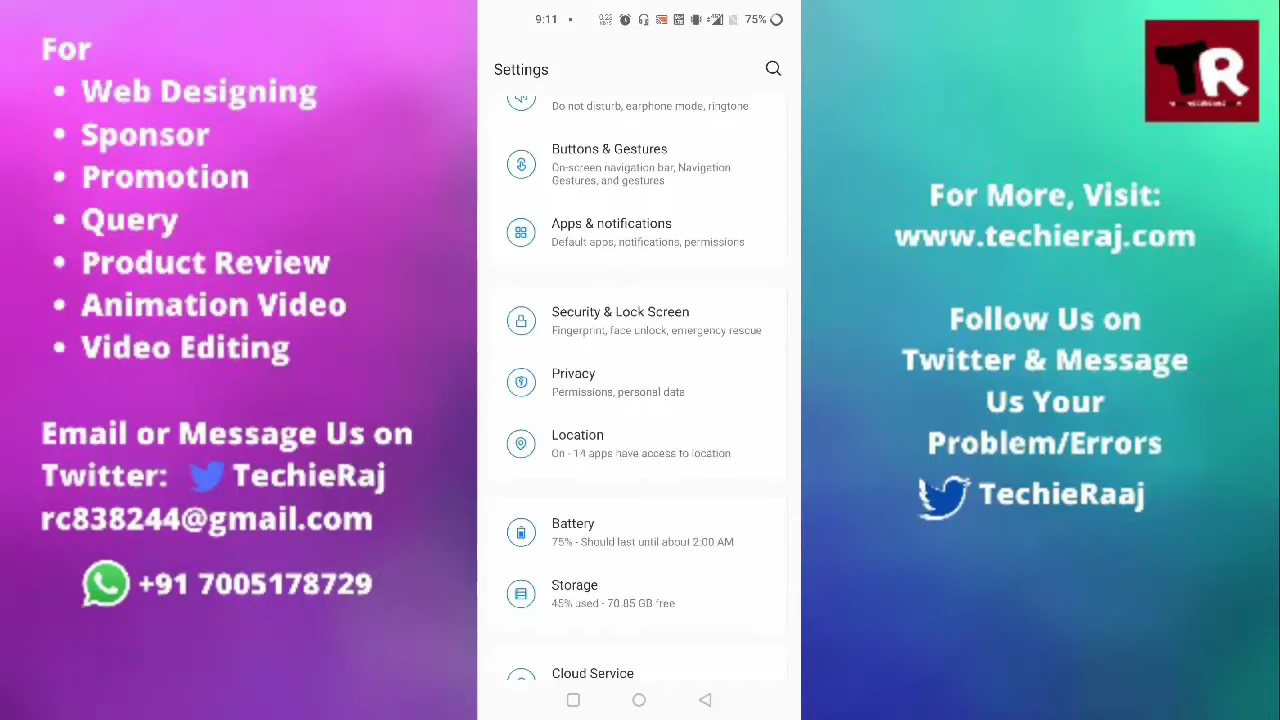 For
• Web Designing
• Sponsor
• Promotion
• Query
• Product Review
• Animation Video
• Video Editing
Email or Message Us on
Twitter: TechieRaj
rc838244@gmail.com
+91 7005178729
9:11
75%
Settings
Do not disturb, earphone mode, ringtone
Buttons & Gestures
On-screen navigation bar, Navigation
Gestures, and gestures
Apps & notifications
Default apps, notifications, permissions
Security & Lock Screen
Fingerprint, face unlock, emergency rescue
Privacy
Permissions, personal data
Location
On - 14 apps have access to location
Battery
75% - Should last until about 2:00 AM
Storage
45% used - 70.85 GB free
Cloud Service
TR
For More, Visit:
www.techieraj.com
Follow Us on
Twitter & Message
Us Your
Problem/Errors
TechieRaaj